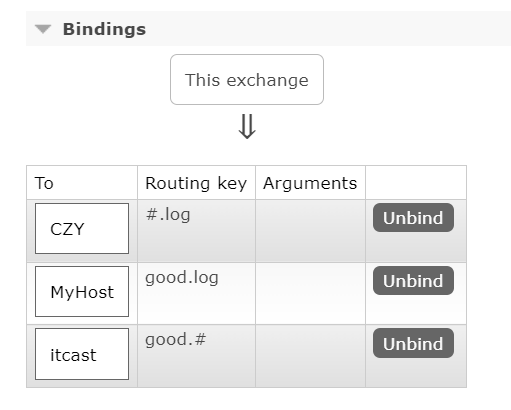 Bindings
This exchange
⇓
To Routing key Arguments
CZY #.log Unbind
MyHost good.log Unbind
itcast good.# Unbind